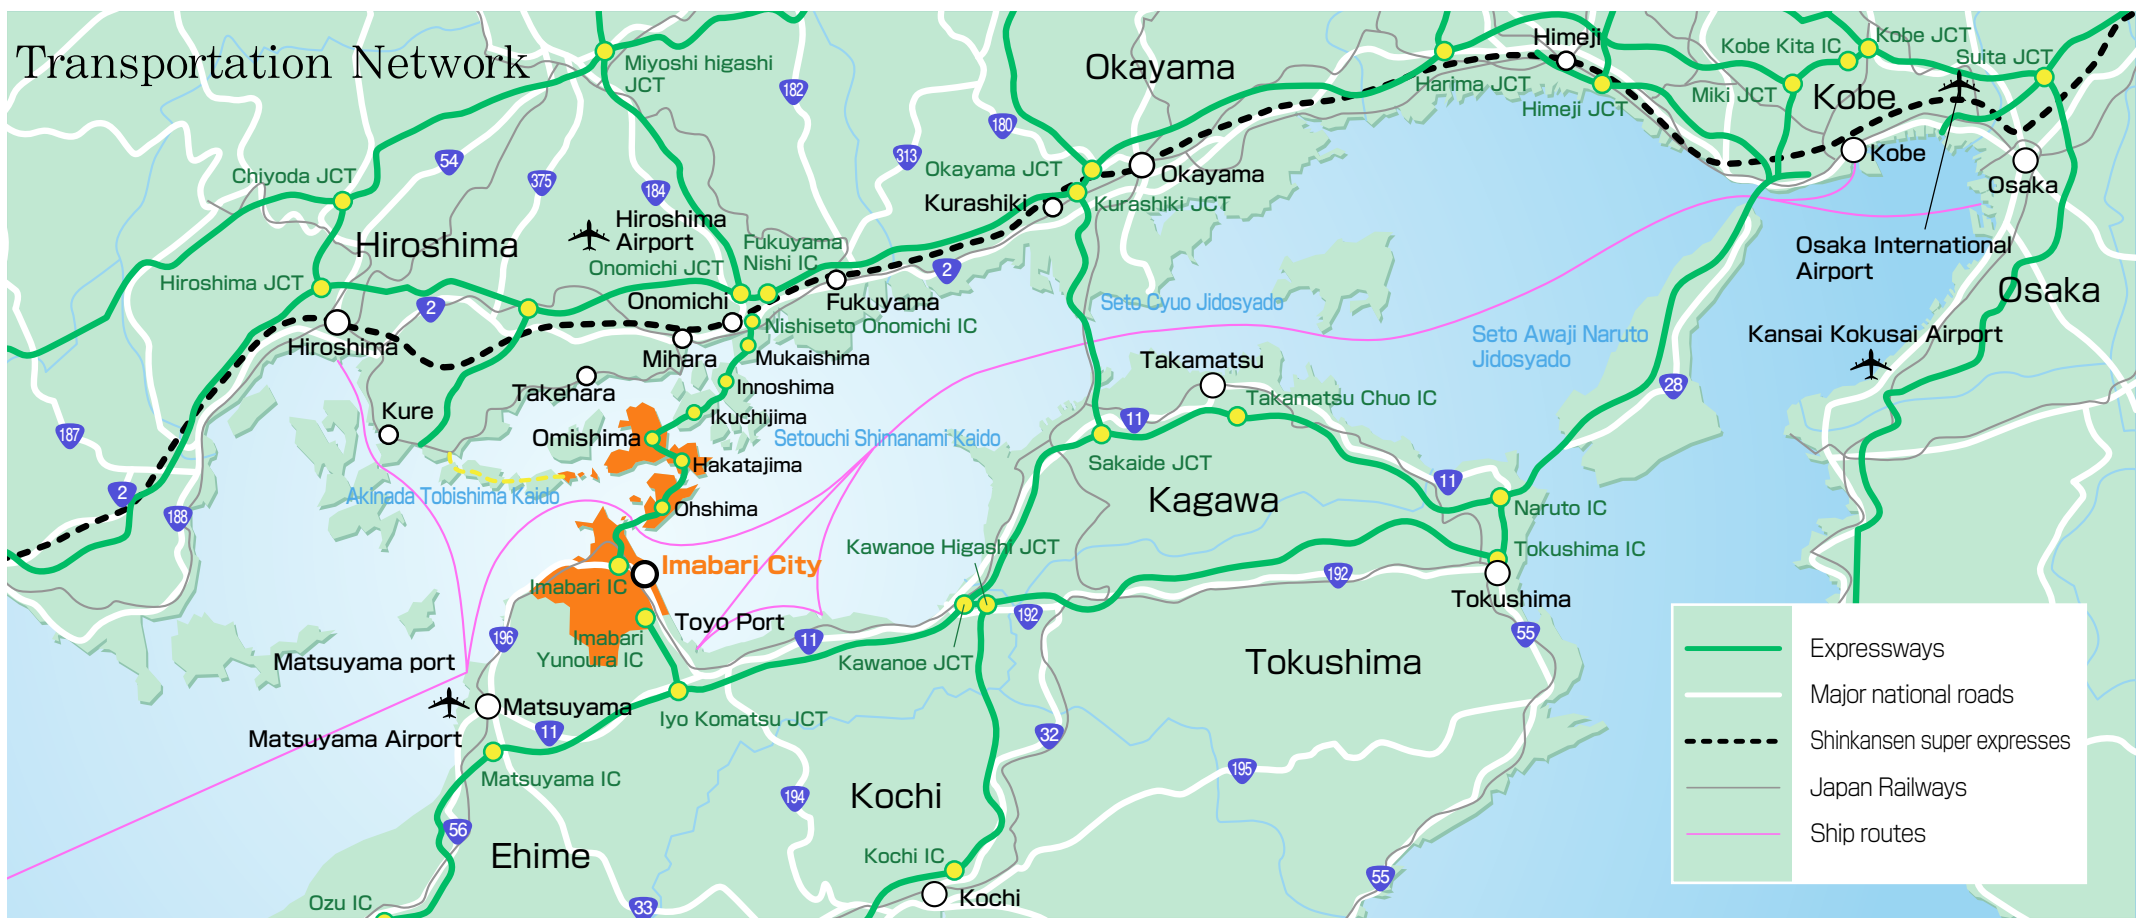 Transportation Network
Miyoshi higashi
JCT
182
Okayama
Himeji
Harima JCT
Himeji JCT
Kobe Kita IC
Kobe JCT
Suita JCT
Miki JCT
Kobe
180
54
313
375
184
Chiyoda JCT
Okayama JCT
Okayama
Kobe
Osaka
Kurashiki
Kurashiki JCT
Hiroshima
Hiroshima
Airport
Fukuyama
Nishi IC
Onomichi JCT
Hiroshima JCT
Osaka International
Airport
Osaka
2
2
Onomichi
Fukuyama
Seto Cyuo Jidosyado
Nishiseto Onomichi IC
Seto Awaji Naruto
Jidosyado
Kansai Kokusai Airport
Hiroshima
Mihara
Mukaishima
Takamatsu
Innoshima
Takehara
28
Takamatsu Chuo IC
Kure
Ikuchijima
11
187
Omishima
Setouchi Shimanami Kaido
Hakatajima
Sakaide JCT
11
2
Akinada Tobishima Kaido
Kagawa
Ohshima
188
Naruto IC
Kawanoe Higashi JCT
Tokushima IC
Imabari City
Imabari IC
192
192
Tokushima
Toyo Port
196
Imabari
Yunoura IC
11
55
Kawanoe JCT
Matsuyama port
Tokushima
Expressways
Major national roads
Shinkansen super expresses
Japan Railways
Ship routes
Matsuyama
Iyo Komatsu JCT
11
32
Matsuyama Airport
Matsuyama IC
195
194
Kochi
56
Ehime
Kochi IC
55
Ozu IC
33
Kochi